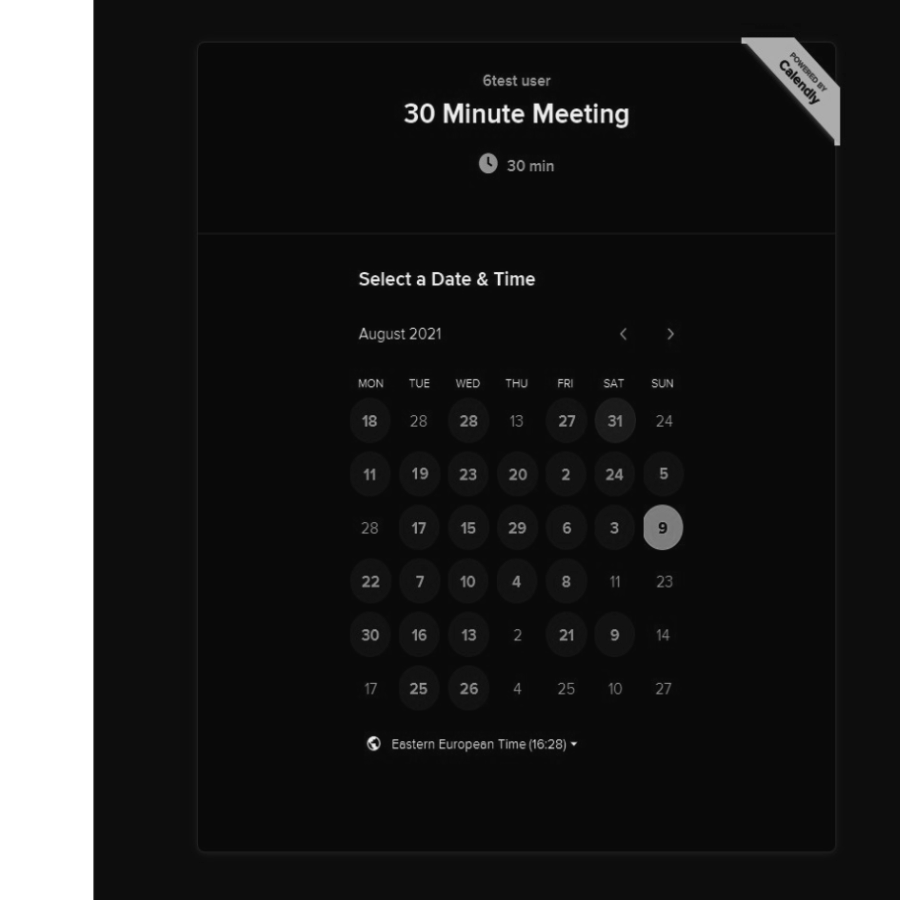 POWERED BY
Calendly
6test user
30 Minute Meeting
30 min
Select a Date & Time
August 2021
MON TUE WED THU FRI SAT SUN
18 28 28 13 27 31 24
11 19 23 20 2 24 5
28 17 15 29 6 3 9
22 7 10 4 8 11 23
30 16 13 2 21 9 14
17 25 26 4 25 10 27
Eastern European Time (16:28)